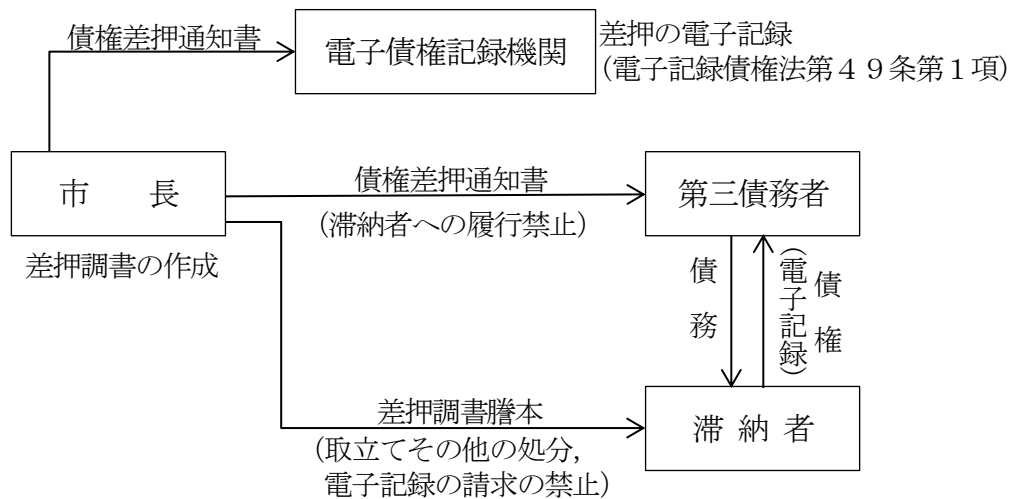 債権差押通知書
電子債権記録機関
差押の電子記録
(電子記録債権法第４９条第１項)
市　　長
差押調書の作成
債権差押通知書
(滞納者への履行禁止)
第三債務者
債務
(電子記録)
債権
差押調書謄本
(取立てその他の処分,
電子記録の請求の禁止)
滞 納 者